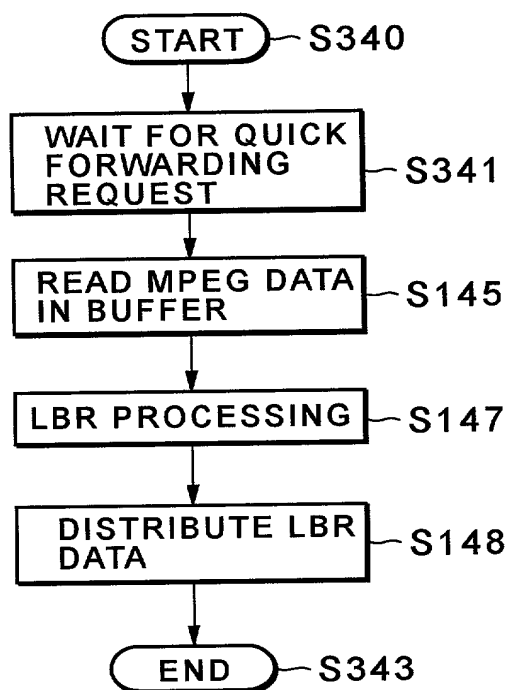 START S340
WAIT FOR QUICK
FORWARDING
REQUEST
S341
READ MPEG DATA
IN BUFFER
S145
LBR PROCESSING S147
DISTRIBUTE LBR
DATA
S148
END S343